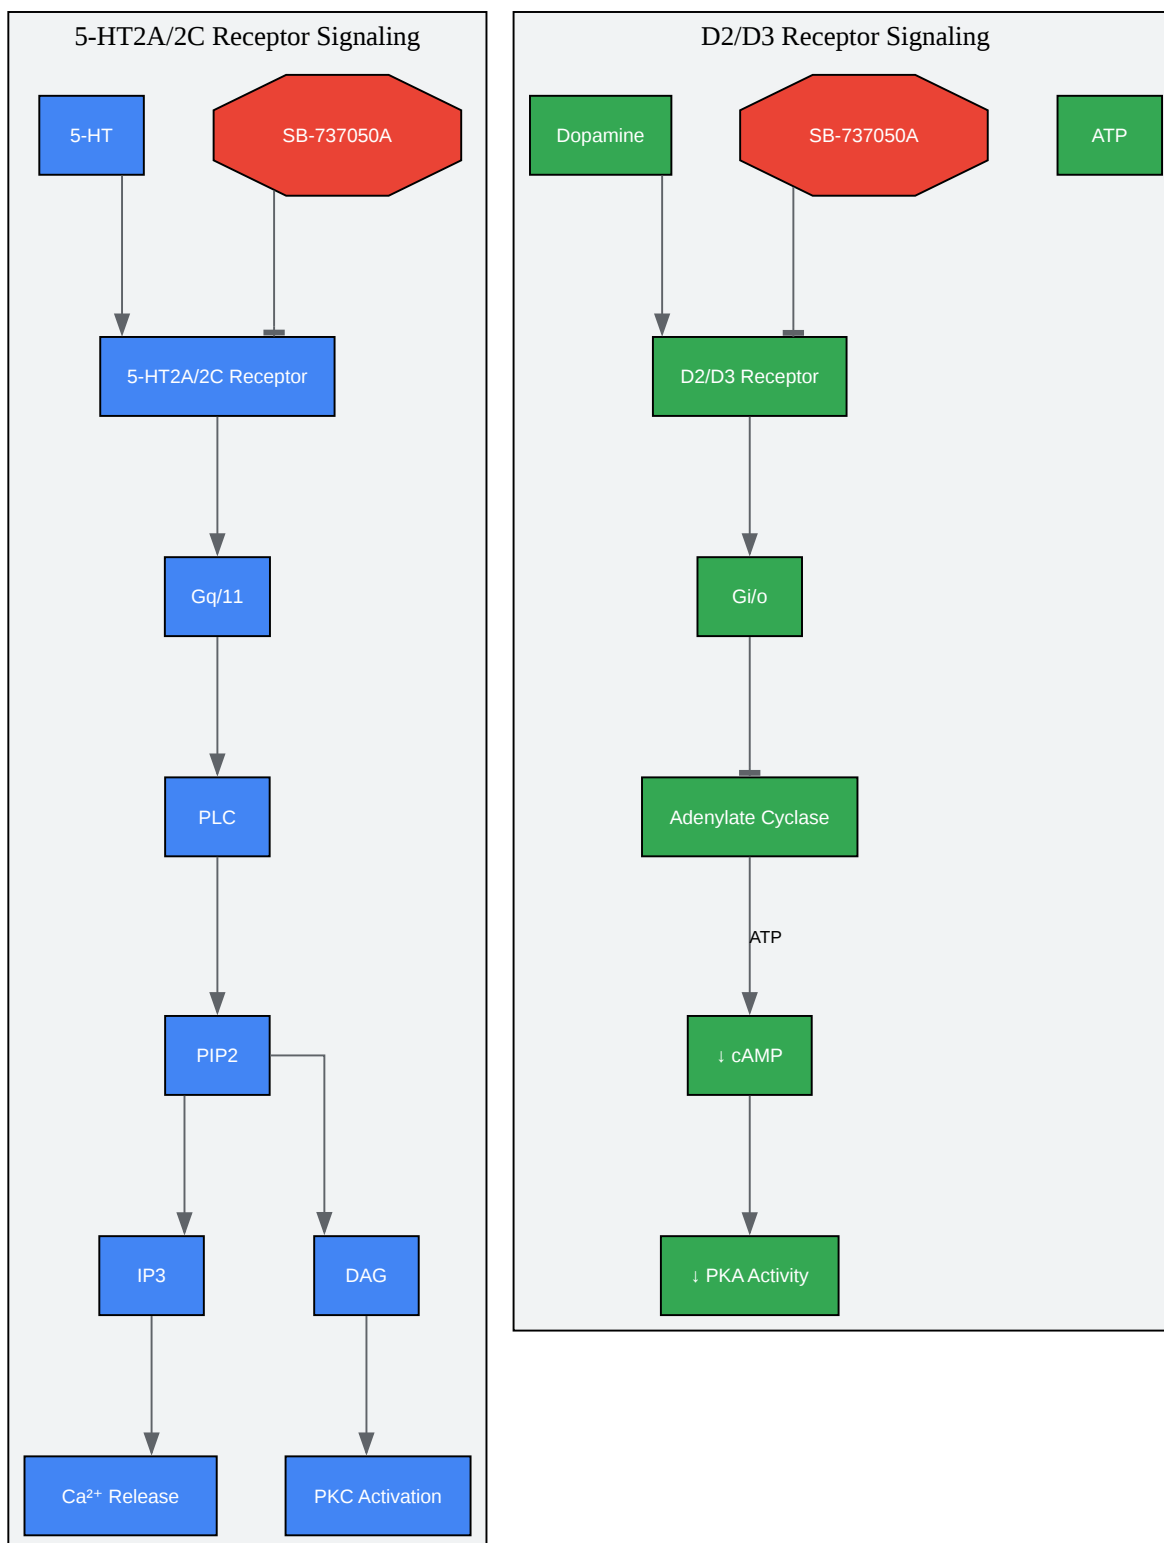 5-HT2A/2C Receptor Signaling
5-HT
SB-737050A
5-HT2A/2C Receptor
Gq/11
PLC
PIP2
IP3
DAG
Ca²⁺ Release
PKC Activation
D2/D3 Receptor Signaling
Dopamine
SB-737050A
ATP
D2/D3 Receptor
Gi/o
Adenylate Cyclase
ATP
↓ cAMP
↓ PKA Activity